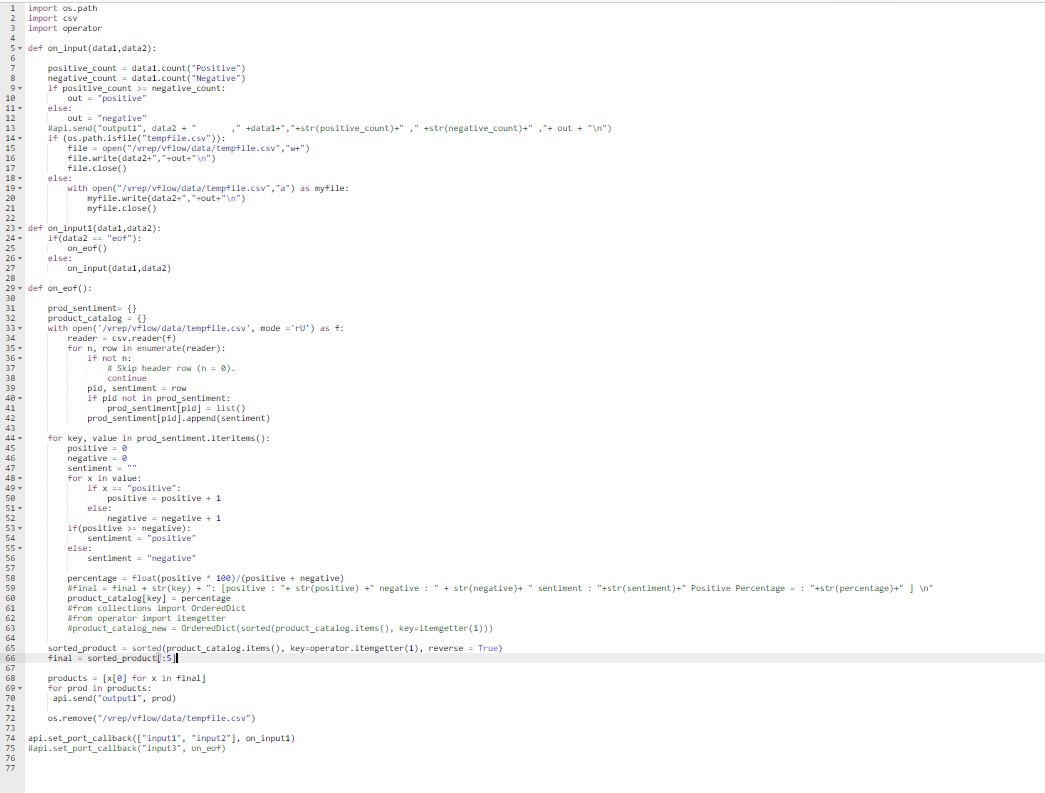 1 import os.path
2 import csv
3 import operator
4
5 def on_input(data1,data2):
6
7 positive_count = data1.count("Positive")
8 negative_count = data1.count("Negative")
9 if positive_count >= negative_count:
10 out = "positive"
11 else:
12 out = "negative"
13 #api.send("output1", data2 + "       ," +data1+","+str(positive_count)+" ," +str(negative_count)+" ,"+ out + "\n")
14 if (os.path.isfile("tempfile.csv")):
15 file = open("/vrep/vflow/data/tempfile.csv","w+")
16 file.write(data2+","+out+"\n")
17 file.close()
18 else:
19 with open("/vrep/vflow/data/tempfile.csv","a") as myfile:
20 myfile.write(data2+","+out+"\n")
21 myfile.close()
22
23 def on_input1(data1,data2):
24 if(data2 == "eof"):
25 on_eof()
26 else:
27 on_input(data1,data2)
28
29 def on_eof():
30
31 prod_sentiment= {}
32 product_catalog = {}
33 with open('/vrep/vflow/data/tempfile.csv', mode ='rU') as f:
34 reader = csv.reader(f)
35 for n, row in enumerate(reader):
36 if not n:
37 # Skip header row (n = 0).
38 continue
39 pid, sentiment = row
40 if pid not in prod_sentiment:
41 prod_sentiment[pid] = list()
42 prod_sentiment[pid].append(sentiment)
43
44 for key, value in prod_sentiment.iteritems():
45 positive = 0
46 negative = 0
47 sentiment = ""
48 for x in value:
49 if x == "positive":
50 positive = positive + 1
51 else:
52 negative = negative + 1
53 if(positive >= negative):
54 sentiment = "positive"
55 else:
56 sentiment = "negative"
57
58 percentage = float(positive * 100)/(positive + negative)
59 #final = final + str(key) + ": [positive : "+ str(positive) +" negative : " + str(negative)+ " sentiment : "+str(sentiment)+" Positive Percentage = : "+str(percentage)+" ] \n"
60 product_catalog[key] = percentage
61 #from collections import OrderedDict
62 #from operator import itemgetter
63 #product_catalog_new = OrderedDict(sorted(product_catalog.items(), key=itemgetter(1)))
64
65 sorted_product = sorted(product_catalog.items(), key=operator.itemgetter(1), reverse = True)
66 final = sorted_product[:5]
67
68 products = [x[0] for x in final]
69 for prod in products:
70 api.send("output1", prod)
71
72 os.remove("/vrep/vflow/data/tempfile.csv")
73
74 api.set_port_callback(["input1", "input2"], on_input1)
75 #api.set_port_callback("input3", on_eof)
76
77